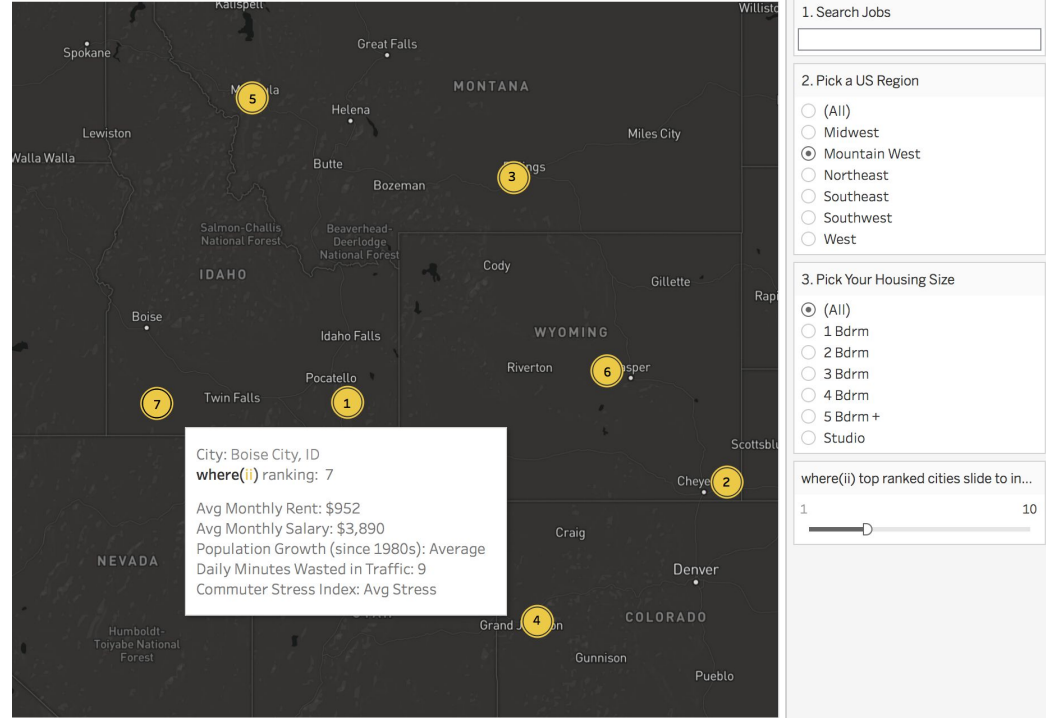 Kalispell
Williston
Spokane
Great Falls
MONTANA
5
Helena
Lewiston
Miles City
Walla Walla
Butte
3
Bozeman
Salmon-Challis
National Forest
Beaverhead-
Deerlodge
National Forest
IDAHO
Cody
Gillette
Rapi
Boise
Idaho Falls
WYOMING
Riverton
6
sper
Pocatello
Twin Falls
7
1
City: Boise City, ID
where(ii) ranking: 7
Avg Monthly Rent: $952
Avg Monthly Salary: $3,890
Population Growth (since 1980s): Average
Daily Minutes Wasted in Traffic: 9
Commuter Stress Index: Avg Stress
Scottsblu
Cheye
2
Craig
NEVADA
Denver
Grand J
4
on
COLORADO
Humboldt-
Toiyabe National
Forest
Gunnison
Pueblo
1. Search Jobs
2. Pick a US Region
(All)
Midwest
Mountain West
Northeast
Southeast
Southwest
West
3. Pick Your Housing Size
(All)
1 Bdrm
2 Bdrm
3 Bdrm
4 Bdrm
5 Bdrm +
Studio
where(ii) top ranked cities slide to in...
1 10